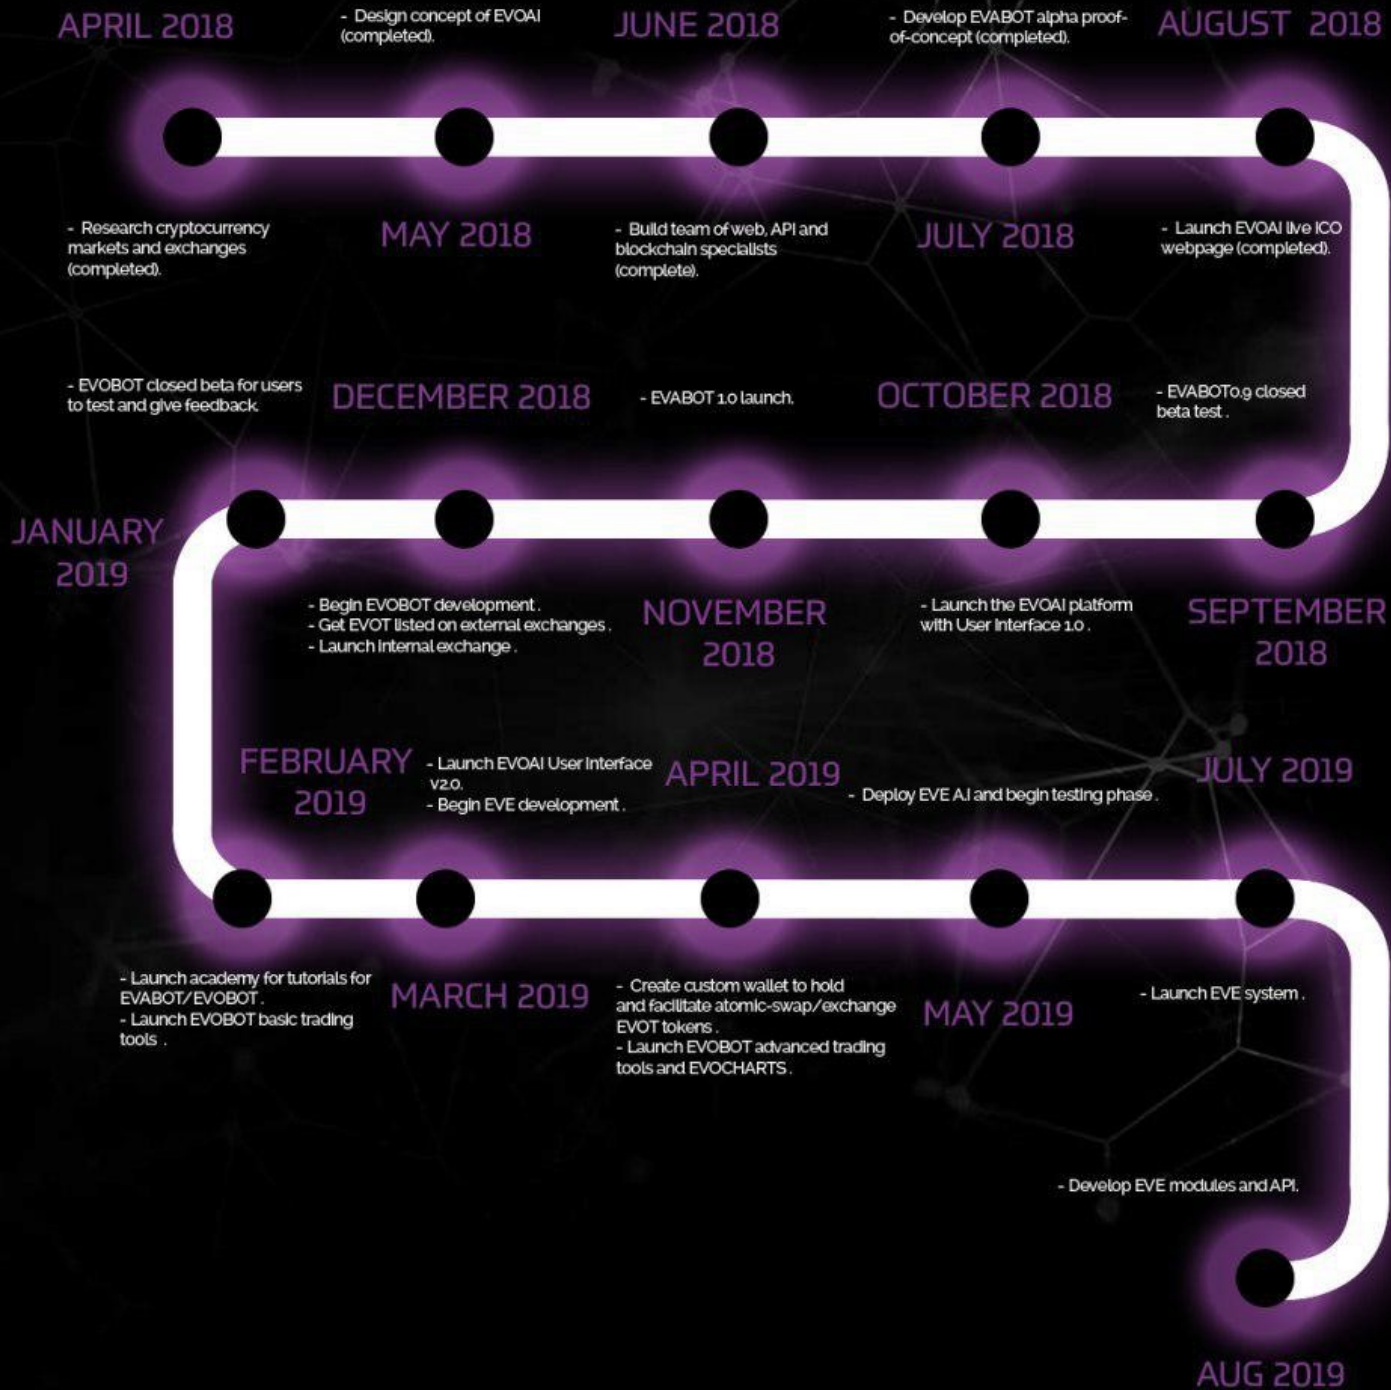 APRIL 2018
- Research cryptocurrency
markets and exchanges
(completed).
- Design concept of EVOAI
(completed).
MAY 2018
JUNE 2018
- Build team of web, API and
blockchain specialists
(complete).
- Develop EVABOT alpha proof-
of-concept (completed).
JULY 2018
AUGUST 2018
- Launch EVOAI live ICO
webpage (completed).
- EVABOT0.9 closed
beta test .
SEPTEMBER
2018
OCTOBER 2018
- Launch the EVOAI platform
with User Interface 1.0 .
- EVABOT 1.0 launch.
NOVEMBER
2018
DECEMBER 2018
- Begin EVOBOT development .
- Get EVOT listed on external exchanges .
- Launch internal exchange .
- EVOBOT closed beta for users
to test and give feedback.
JANUARY
2019
FEBRUARY
2019
- Launch academy for tutorials for
EVABOT/EVOBOT .
- Launch EVOBOT basic trading
tools .
- Launch EVOAI User Interface
v2.0.
- Begin EVE development .
MARCH 2019
APRIL 2019
- Create custom wallet to hold
and facilitate atomic-swap/exchange
EVOT tokens .
- Launch EVOBOT advanced trading
tools and EVOCHARTS .
- Deploy EVE A.I and begin testing phase .
MAY 2019
JULY 2019
- Launch EVE system .
- Develop EVE modules and API.
AUG 2019